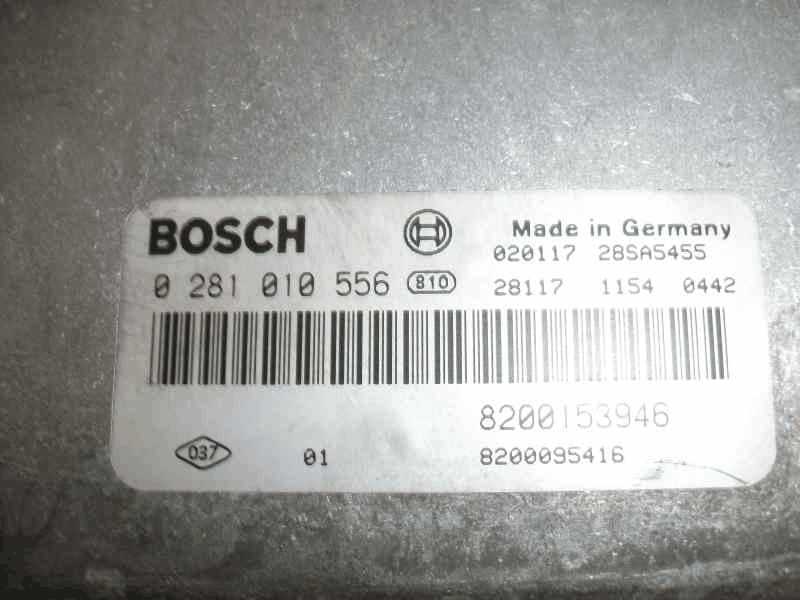 BOSCH
Made in Germany
020117 28SA5455
0 281 010 556 810 28117 1154 0442
8200153946
037 01 8200095416